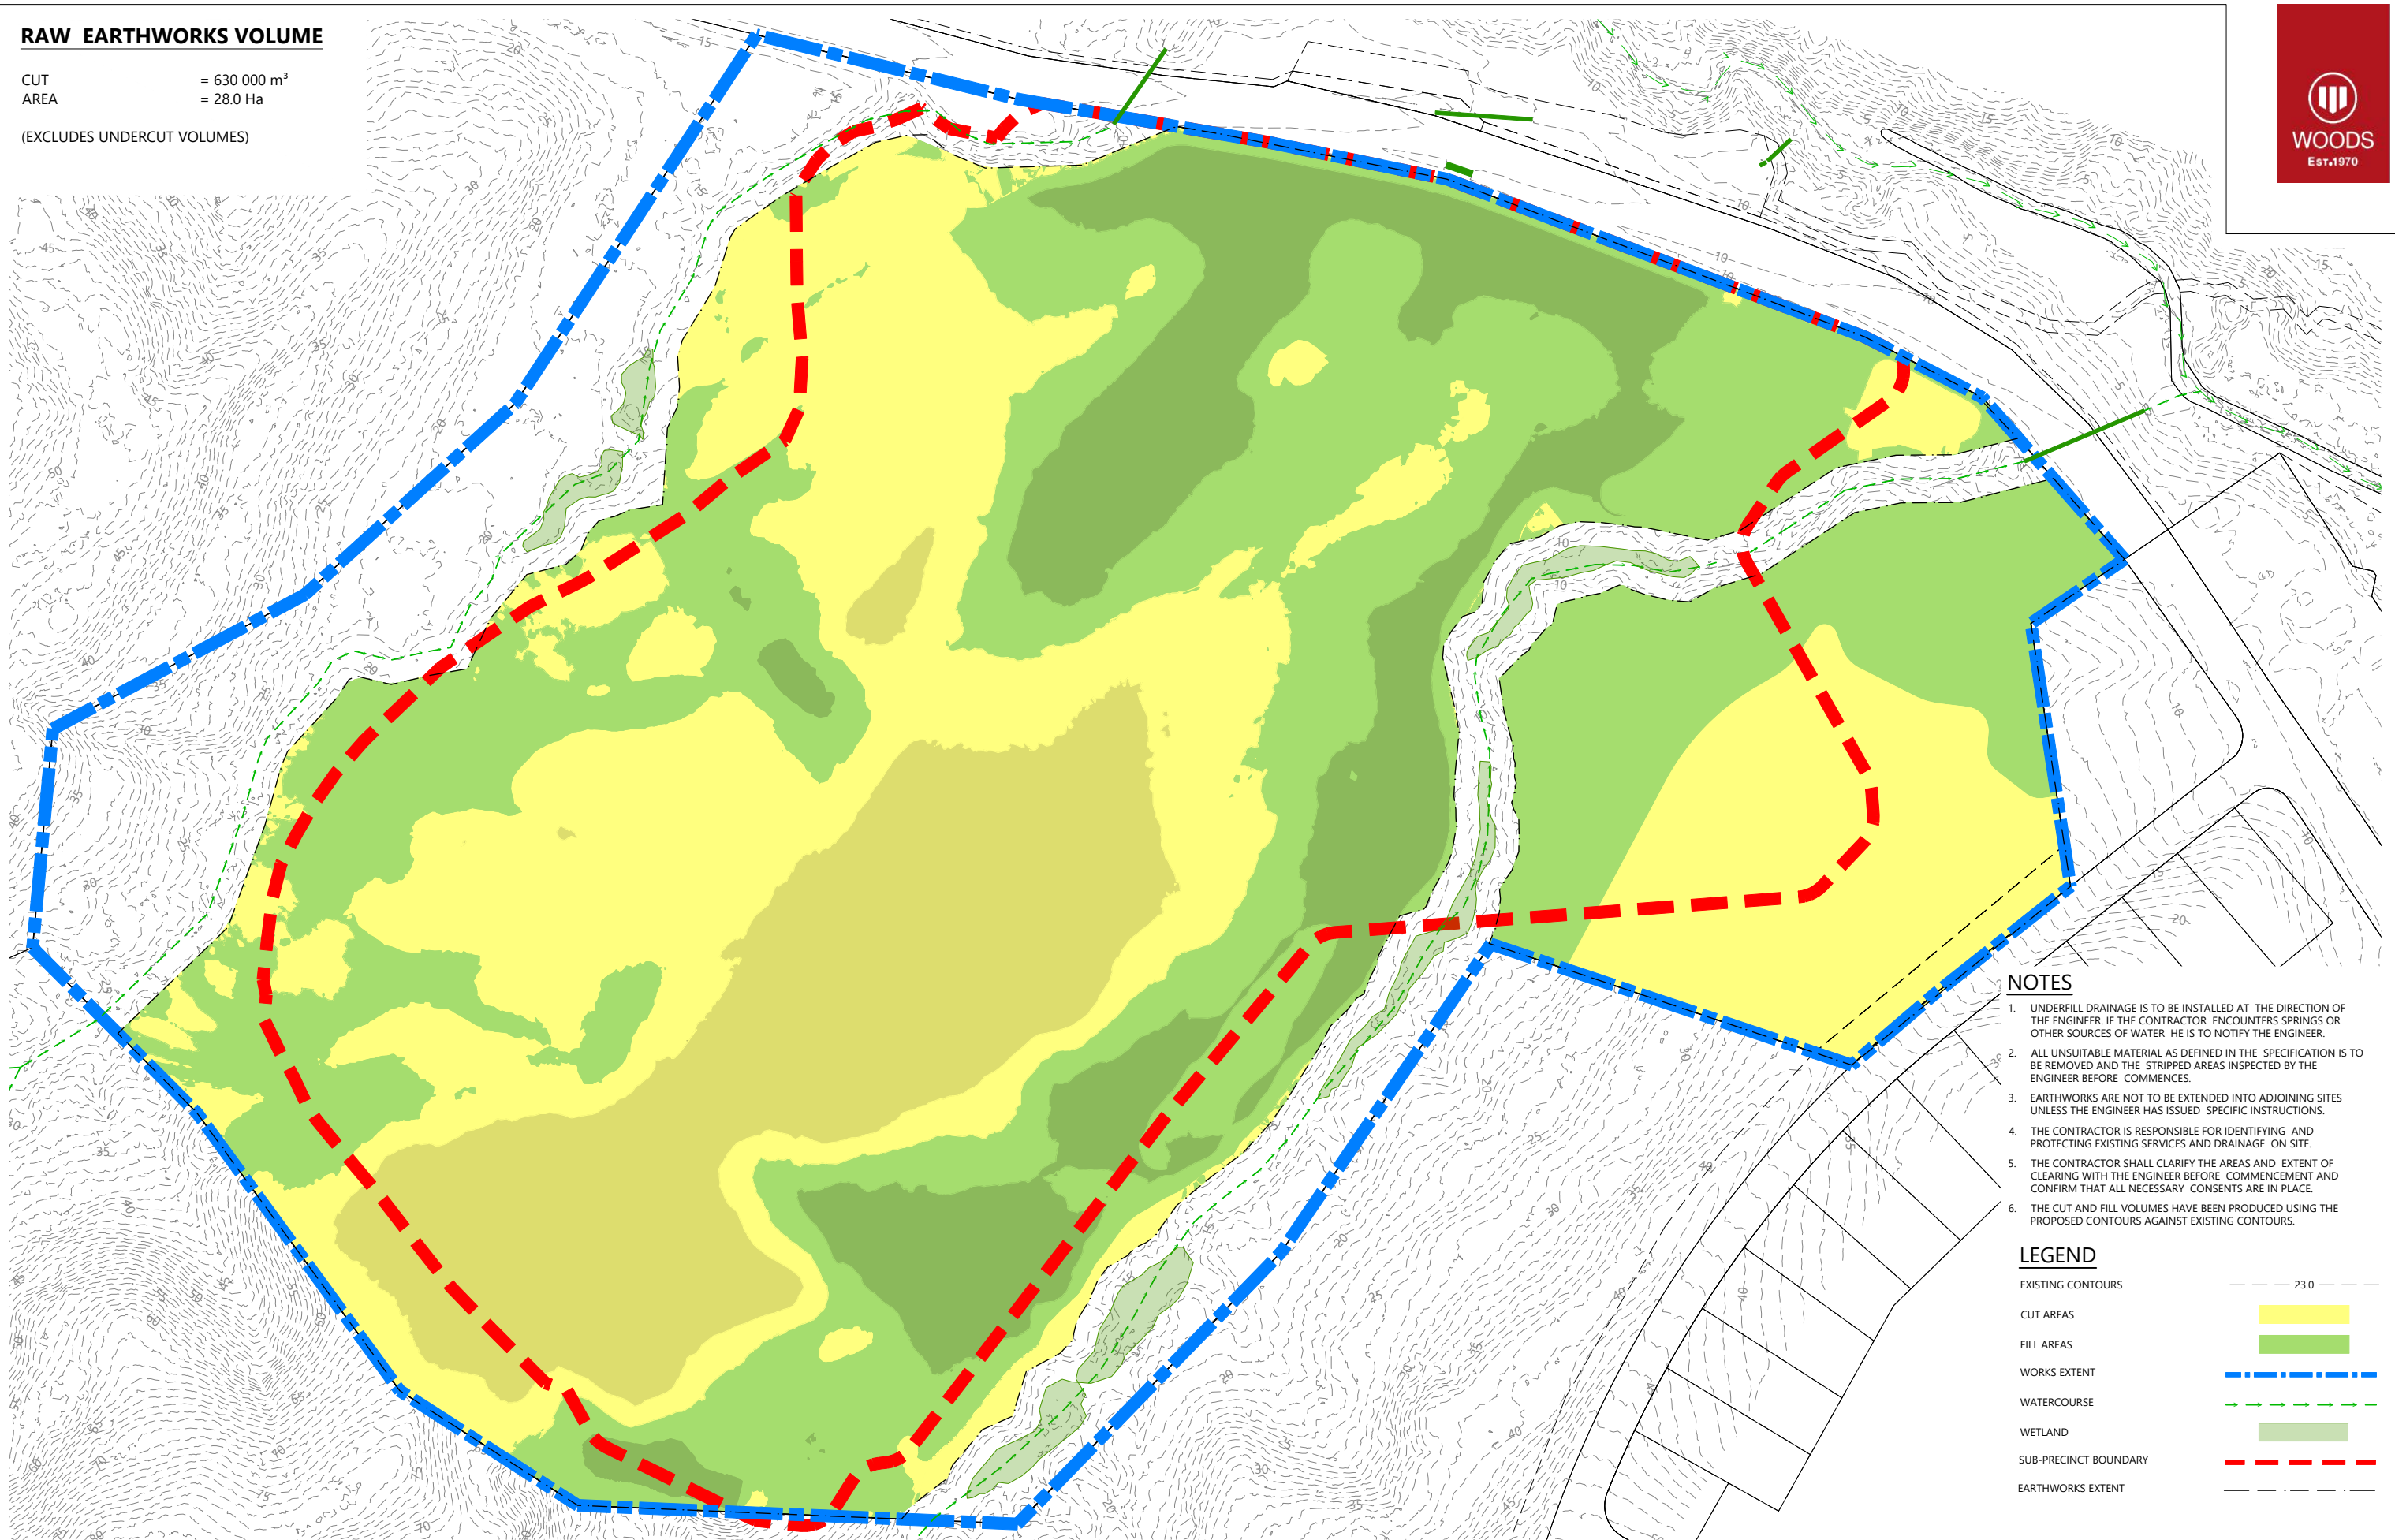 RAW EARTHWORKS VOLUME
CUT = 630 000 m³
AREA = 28.0 Ha
(EXCLUDES UNDERCUT VOLUMES)
WOODS
EST.1970
NOTES
1. UNDERFILL DRAINAGE IS TO BE INSTALLED AT THE DIRECTION OF
THE ENGINEER. IF THE CONTRACTOR ENCOUNTERS SPRINGS OR
OTHER SOURCES OF WATER HE IS TO NOTIFY THE ENGINEER.
2. ALL UNSUITABLE MATERIAL AS DEFINED IN THE SPECIFICATION IS TO
BE REMOVED AND THE STRIPPED AREAS INSPECTED BY THE
ENGINEER BEFORE COMMENCES.
3. EARTHWORKS ARE NOT TO BE EXTENDED INTO ADJOINING SITES
UNLESS THE ENGINEER HAS ISSUED SPECIFIC INSTRUCTIONS.
4. THE CONTRACTOR IS RESPONSIBLE FOR IDENTIFYING AND
PROTECTING EXISTING SERVICES AND DRAINAGE ON SITE.
5. THE CONTRACTOR SHALL CLARIFY THE AREAS AND EXTENT OF
CLEARING WITH THE ENGINEER BEFORE COMMENCEMENT AND
CONFIRM THAT ALL NECESSARY CONSENTS ARE IN PLACE.
6. THE CUT AND FILL VOLUMES HAVE BEEN PRODUCED USING THE
PROPOSED CONTOURS AGAINST EXISTING CONTOURS.
LEGEND
EXISTING CONTOURS 23.0
CUT AREAS
FILL AREAS
WORKS EXTENT
WATERCOURSE
WETLAND
SUB-PRECINCT BOUNDARY
EARTHWORKS EXTENT